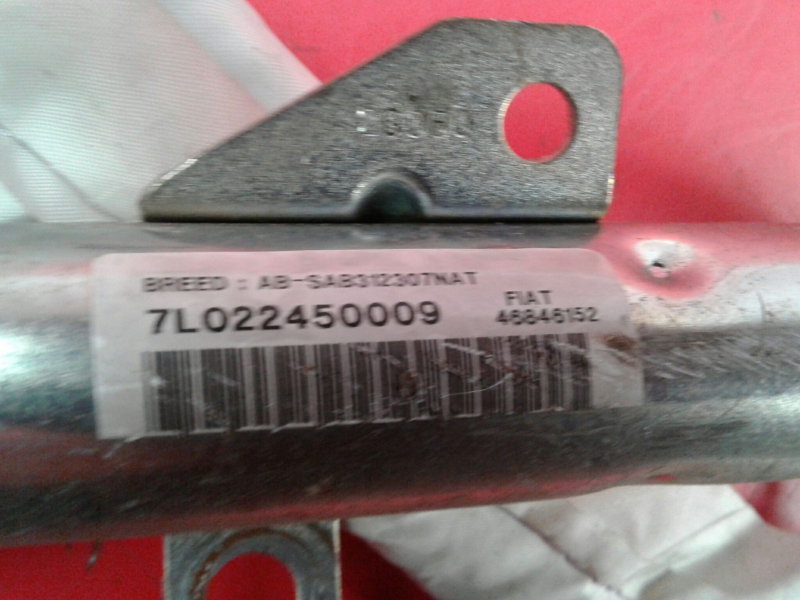 BREED : AB-SAB312307NAT
7L022450009
FIAT
46846152